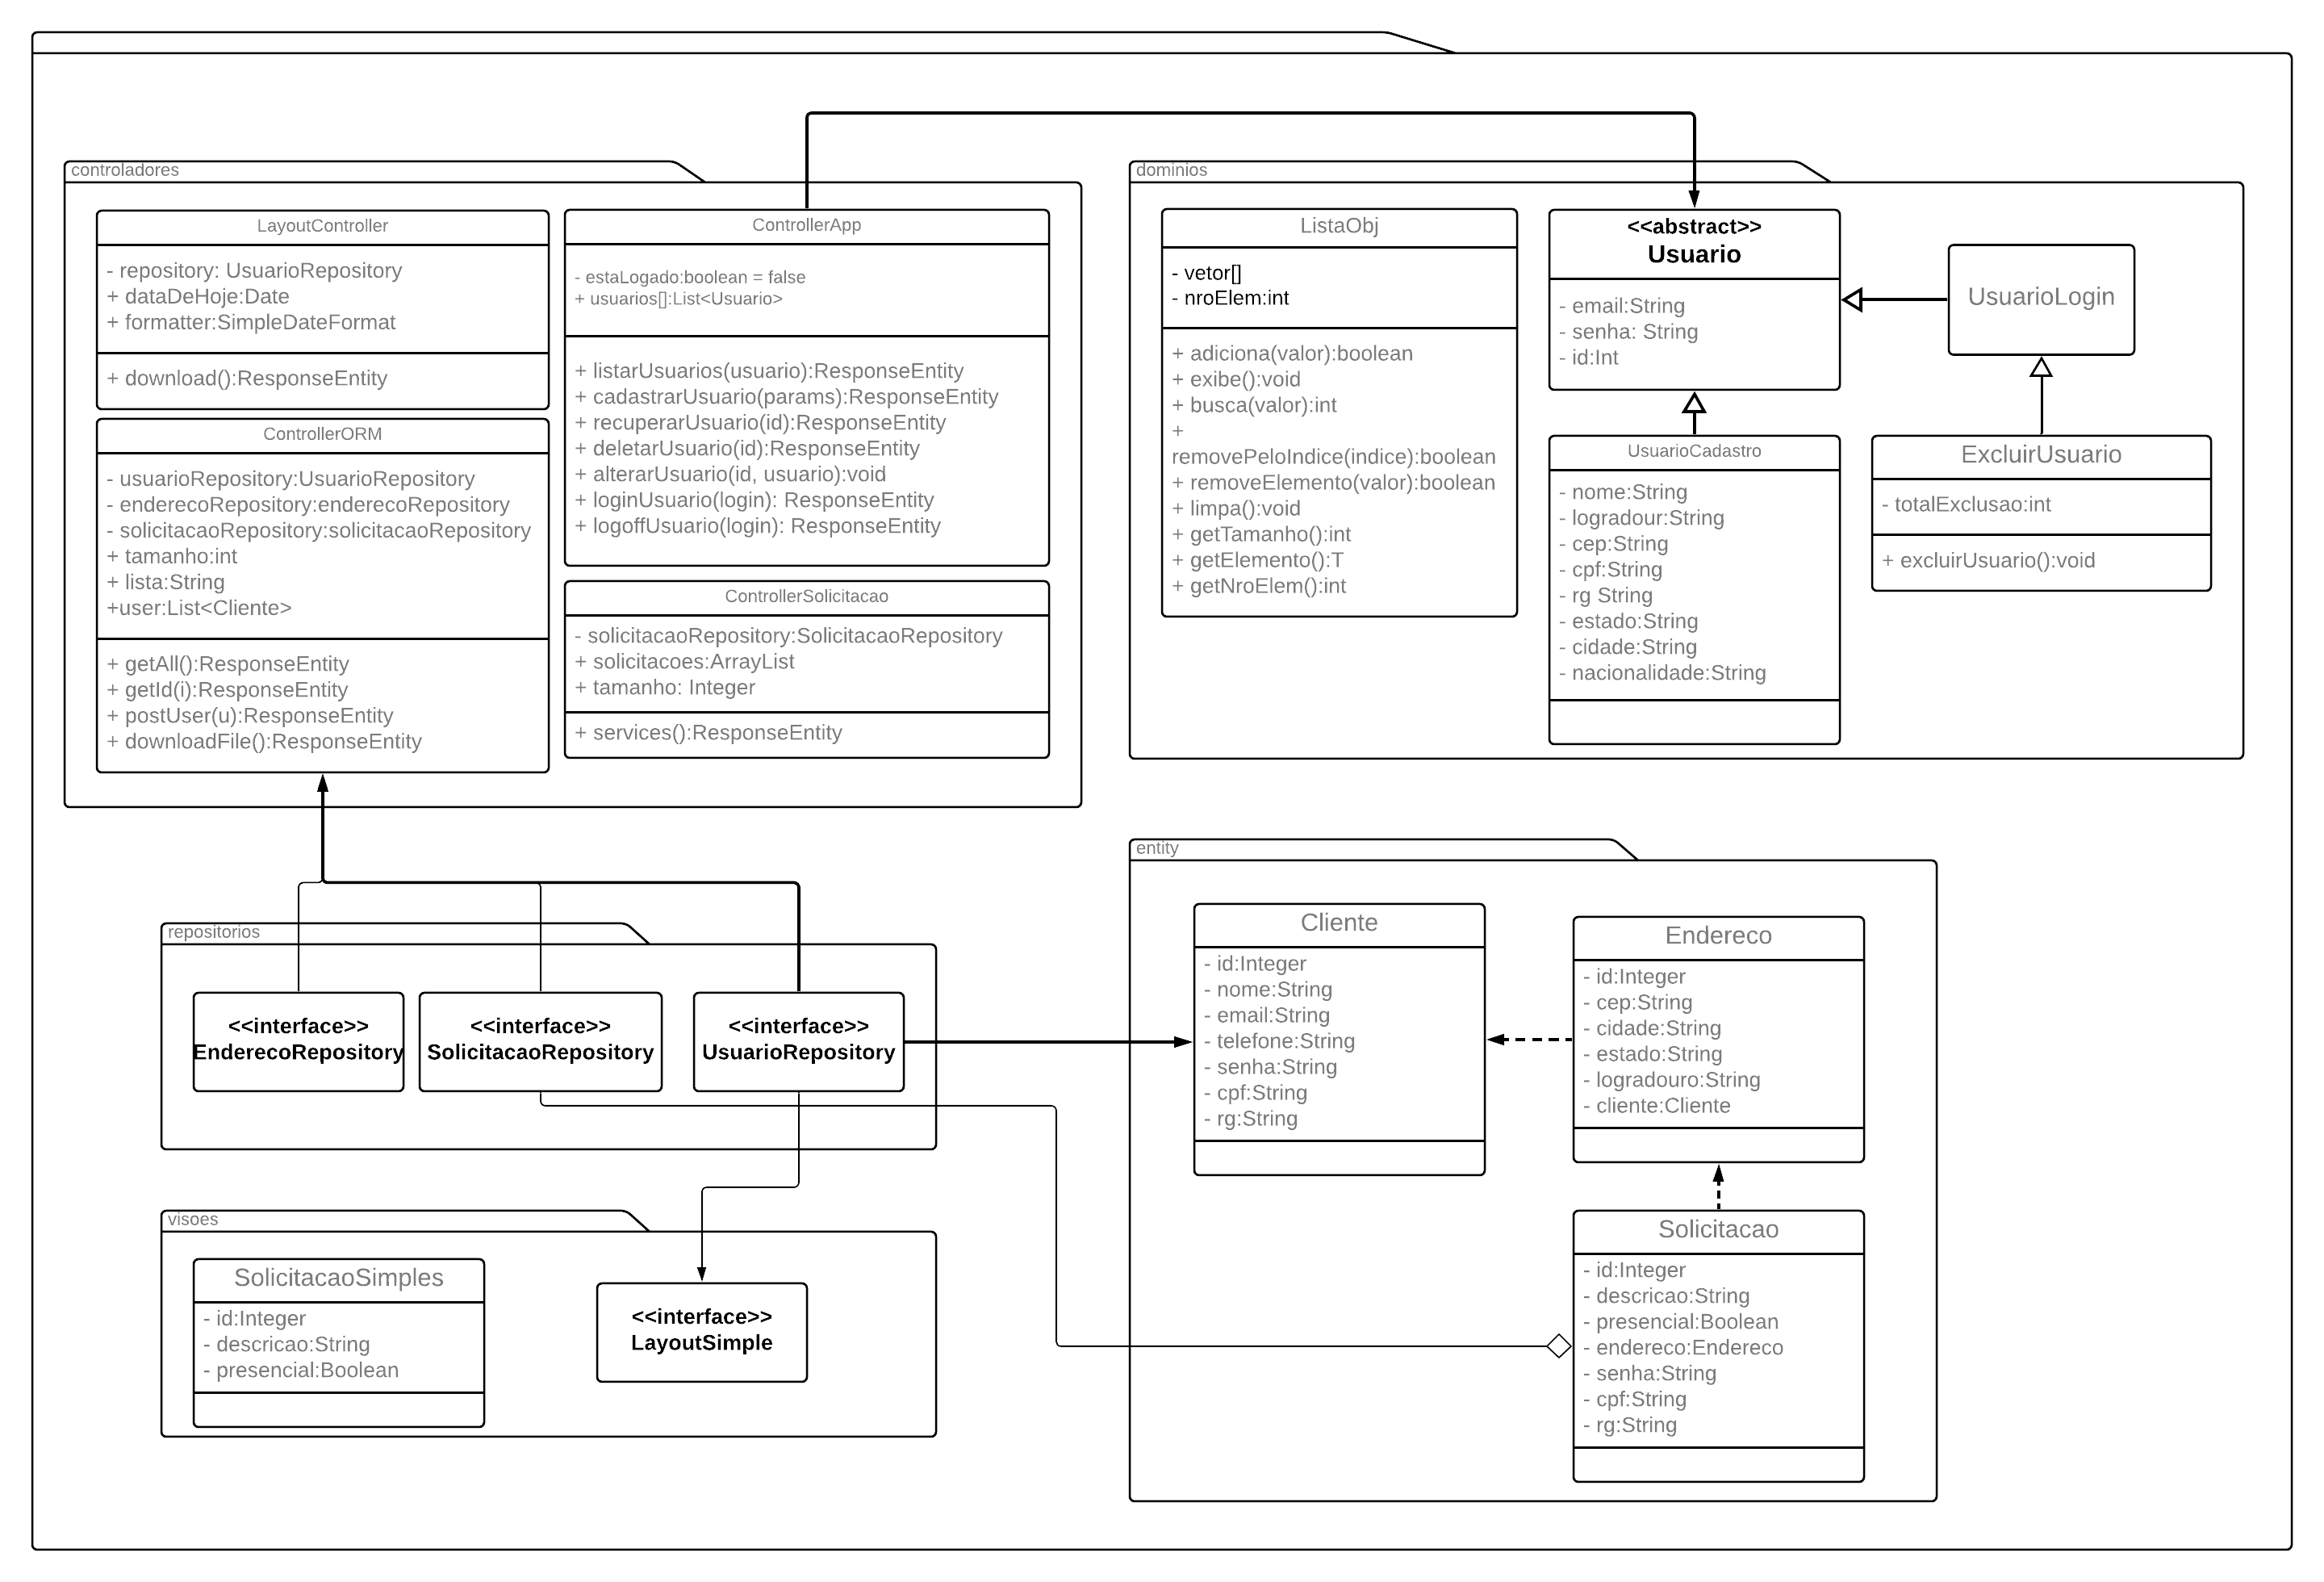 controladores
LayoutController
- repository: UsuarioRepository
+ dataDeHoje:Date
+ formatter:SimpleDateFormat
+ download():ResponseEntity
ControllerORM
- usuarioRepository:UsuarioRepository
- enderecoRepository:enderecoRepository
- solicitacaoRepository:solicitacaoRepository
+ tamanho:int
+ lista:String
+user:List<Cliente>
+ getAll():ResponseEntity
+ getId(i):ResponseEntity
+ postUser(u):ResponseEntity
+ downloadFile():ResponseEntity
ControllerApp
- estaLogado:boolean = false
+ usuarios[]:List<Usuario>
+ listarUsuarios(usuario):ResponseEntity
+ cadastrarUsuario(params):ResponseEntity
+ recuperarUsuario(id):ResponseEntity
+ deletarUsuario(id):ResponseEntity
+ alterarUsuario(id, usuario):void
+ loginUsuario(login): ResponseEntity
+ logoffUsuario(login): ResponseEntity
ControllerSolicitacao
- solicitacaoRepository:SolicitacaoRepository
+ solicitacoes:ArrayList
+ tamanho: Integer
+ services():ResponseEntity
dominios
ListaObj
- vetor[]
- nroElem:int
+ adiciona(valor):boolean
+ exibe():void
+ busca(valor):int
+
removePeloIndice(indice):boolean
+ removeElemento(valor):boolean
+ limpa():void
+ getTamanho():int
+ getElemento():T
+ getNroElem():int
<<abstract>>
Usuario
- email:String
- senha: String
- id:Int
UsuarioLogin
UsuarioCadastro
- nome:String
- logradour:String
- cep:String
- cpf:String
- rg String
- estado:String
- cidade:String
- nacionalidade:String
ExcluirUsuario
- totalExclusao:int
+ excluirUsuario():void
repositorios
<<interface>>
EnderecoRepository
<<interface>>
SolicitacaoRepository
<<interface>>
UsuarioRepository
entity
Cliente
- id:Integer
- nome:String
- email:String
- telefone:String
- senha:String
- cpf:String
- rg:String
Endereco
- id:Integer
- cep:String
- cidade:String
- estado:String
- logradouro:String
- cliente:Cliente
Solicitacao
- id:Integer
- descricao:String
- presencial:Boolean
- endereco:Endereco
- senha:String
- cpf:String
- rg:String
visoes
SolicitacaoSimples
- id:Integer
- descricao:String
- presencial:Boolean
<<interface>>
LayoutSimple